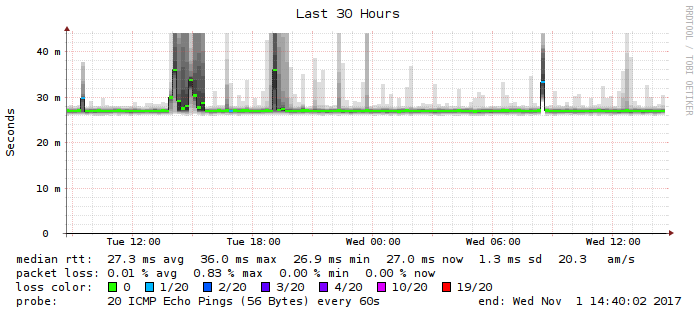 Last 30 Hours
RRDTOOL / TOBI OETIKER
Seconds
40 m
30 m
20 m
10 m
0
Tue 12:00 Tue 18:00 Wed 00:00 Wed 06:00 Wed 12:00
median rtt: 27.3 ms avg 36.0 ms max 26.9 ms min 27.0 ms now 1.3 ms sd 20.3 am/s
packet loss: 0.01 % avg 0.83 % max 0.00 % min 0.00 % now
loss color: 0 1/20 2/20 3/20 4/20 10/20 19/20
probe: 20 ICMP Echo Pings (56 Bytes) every 60s end: Wed Nov 1 14:40:02 2017